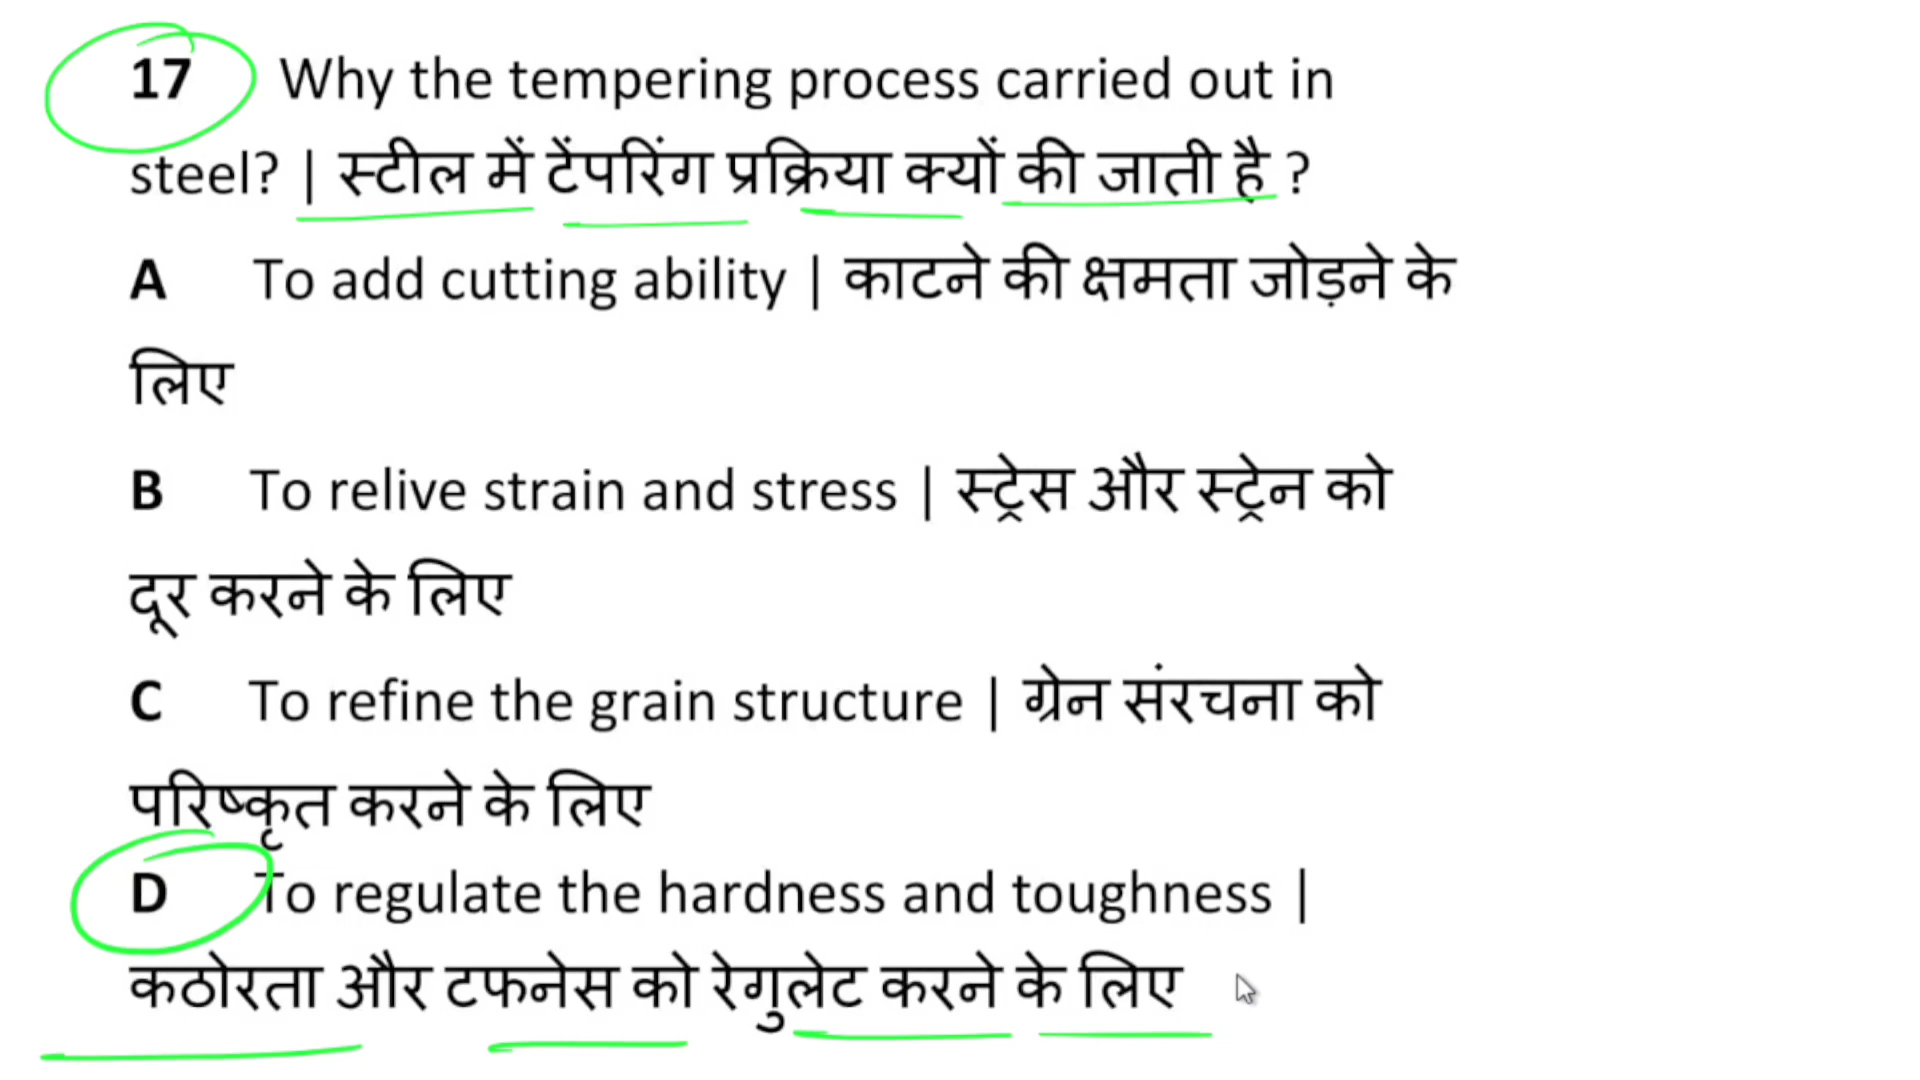 17 Why the tempering process carried out in
steel? | स्टील में टेंपरिंग प्रक्रिया क्यों की जाती है ?
A To add cutting ability | काटने की क्षमता जोड़ने के
लिए
B To relive strain and stress | स्ट्रेस और स्ट्रेन को
दूर करने के लिए
C To refine the grain structure | ग्रेन संरचना को
परिष्कृत करने के लिए
D To regulate the hardness and toughness |
कठोरता और टफनेस को रेगुलेट करने के लिए